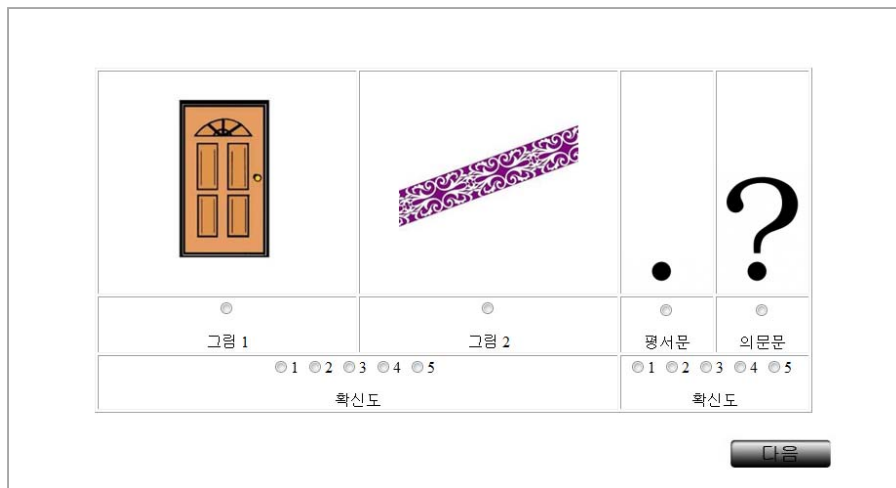 . ?
그림 1 그림 2 평서문 의문문
1 2 3 4 5 1 2 3 4 5
확신도 확신도
다음